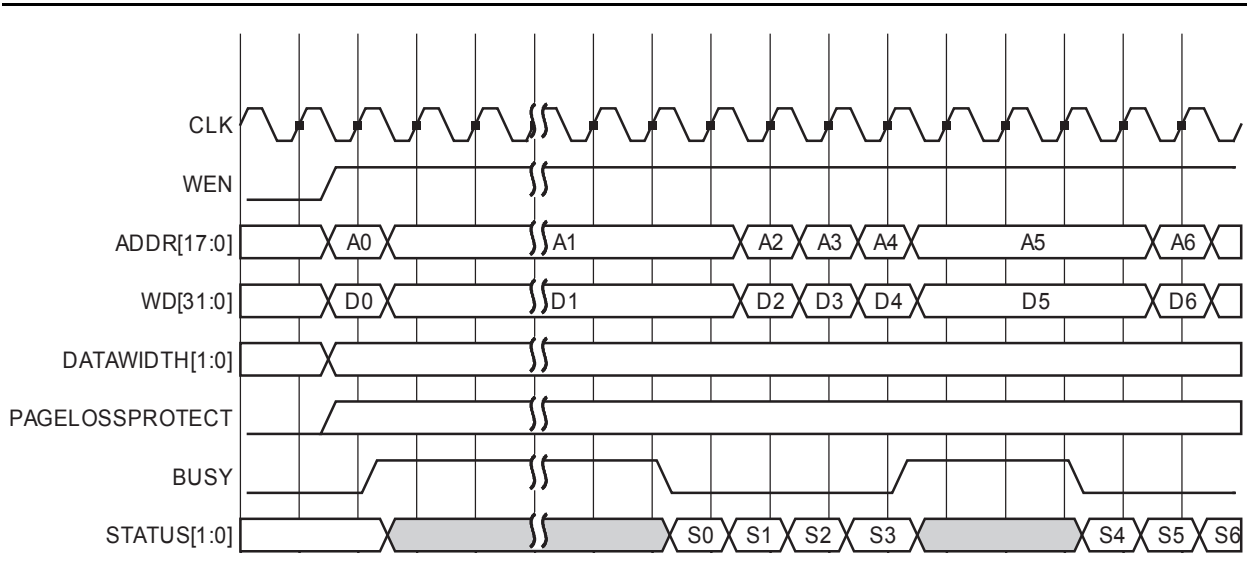 CLK
WEN
ADDR[17:0] A0 A1 A2 A3 A4 A5 A6
WD[31:0] D0 D1 D2 D3 D4 D5 D6
DATAWIDTH[1:0]
PAGELOSSPROTECT
BUSY
STATUS[1:0] S0 S1 S2 S3 S4 S5 S6